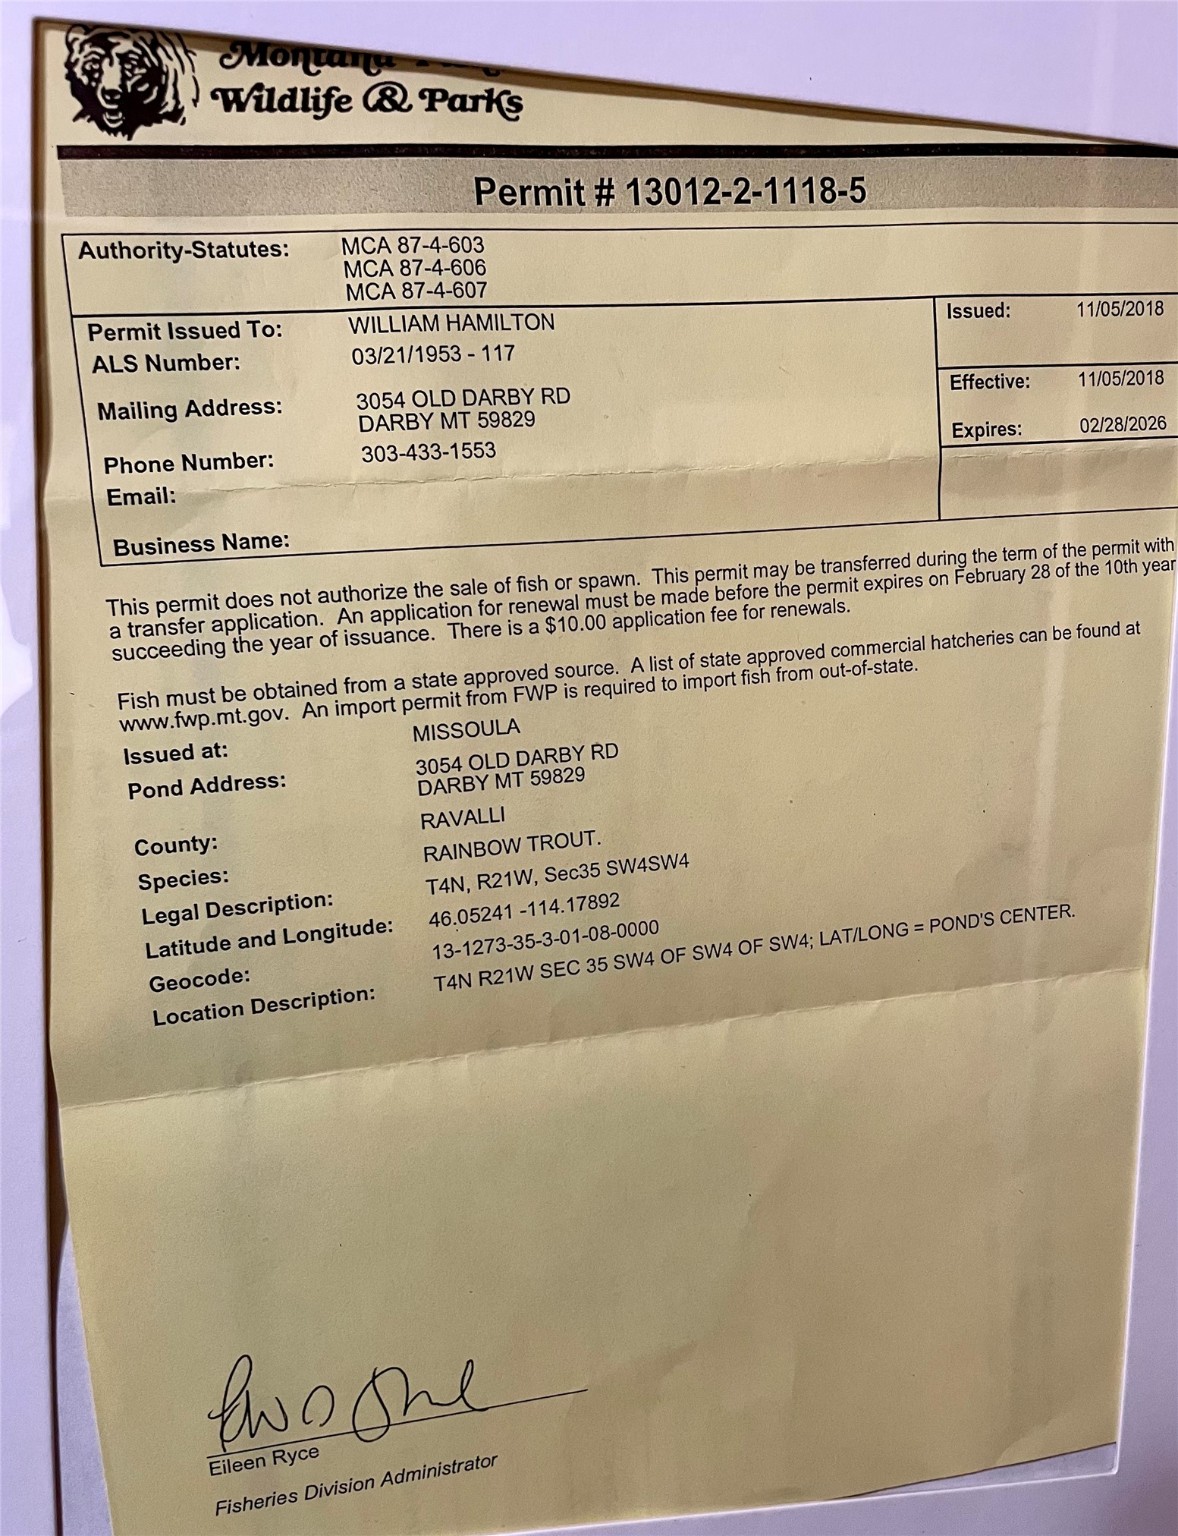 Montana
Wildlife & Parks
Permit # 13012-2-1118-5
Authority-Statutes: MCA 87-4-603
MCA 87-4-606
MCA 87-4-607
Permit Issued To: WILLIAM HAMILTON
Issued: 11/05/2018
ALS Number: 03/21/1953 - 117
Effective: 11/05/2018
Mailing Address: 3054 OLD DARBY RD
DARBY MT 59829
Expires: 02/28/2026
Phone Number: 303-433-1553
Email:
Business Name:
This permit does not authorize the sale of fish or spawn. This permit may be transferred during the term of the permit with
a transfer application. An application for renewal must be made before the permit expires on February 28 of the 10th year
succeeding the year of issuance. There is a $10.00 application fee for renewals.
Fish must be obtained from a state approved source. A list of state approved commercial hatcheries can be found at
www.fwp.mt.gov. An import permit from FWP is required to import fish from out-of-state.
Issued at: MISSOULA
Pond Address: 3054 OLD DARBY RD
DARBY MT 59829
County: RAVALLI
Species: RAINBOW TROUT.
Legal Description: T4N, R21W, Sec35 SW4SW4
Latitude and Longitude: 46.05241 -114.17892
Geocode: 13-1273-35-3-01-08-0000
Location Description: T4N R21W SEC 35 SW4 OF SW4 OF SW4; LAT/LONG = POND'S CENTER.
Eileen Ryce
Fisheries Division Administrator